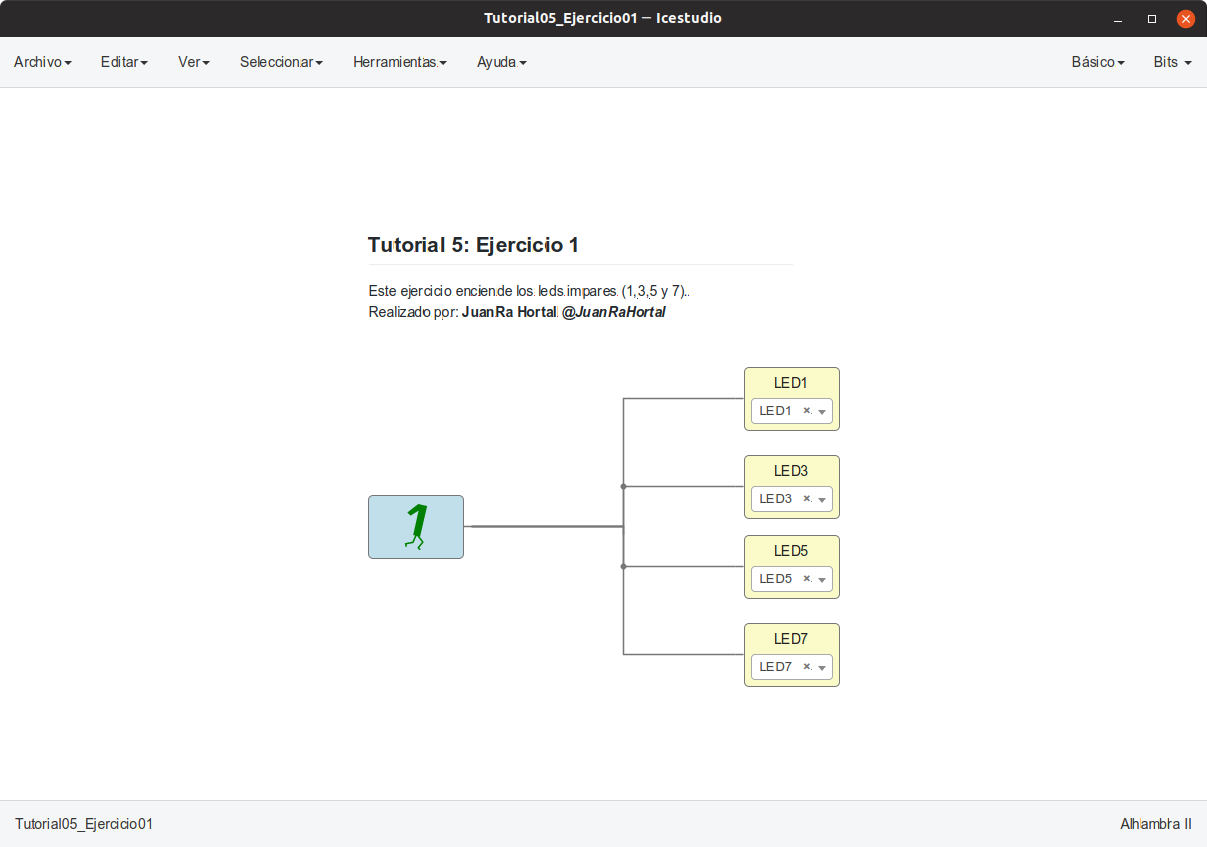 Tutorial05_Ejercicio01 — Icestudio
Archivo Editar Ver Seleccionar Herramientas Ayuda Básico Bits
Tutorial 5: Ejercicio 1
Este ejercicio enciende los leds impares (1,3,5 y 7).
Realizado por: JuanRa Hortal @JuanRaHortal
LED1
LED1
LED3
LED3
1
LED5
LED5
LED7
LED7
Tutorial05_Ejercicio01 Alhambra II